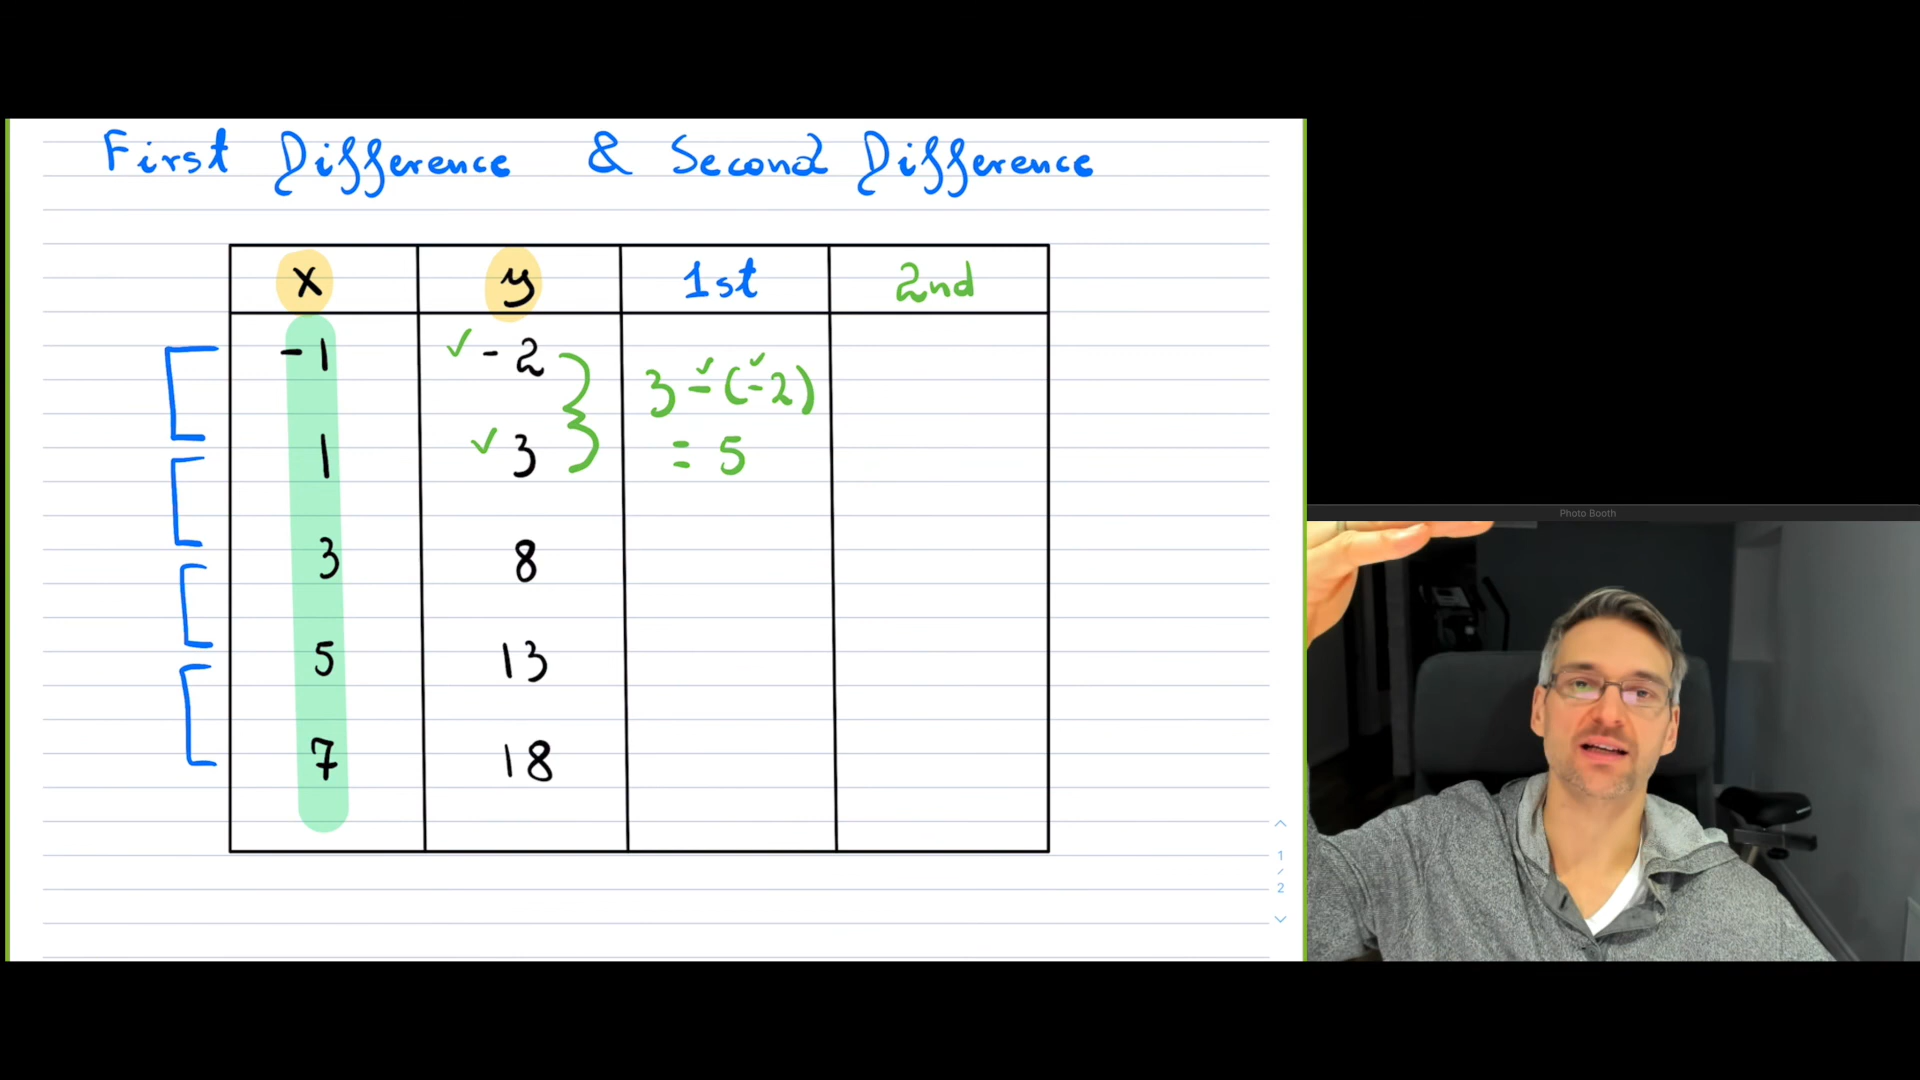 First Difference & Second Difference
x y 1st 2nd
-1 ✓ -2
3 - (-2)
1 ✓ 3 = 5
3 8
5 13
7 18
1
/
2
Photo Booth